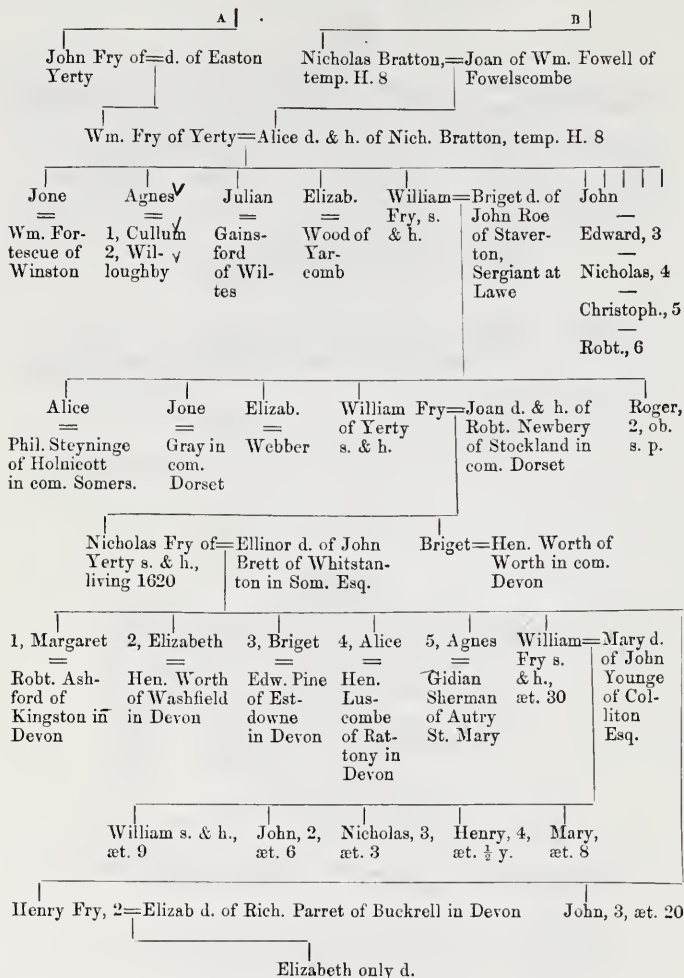 A B
John Fry of=d. of Easton
Yerty
Nicholas Bratton,=Joan of Wm. Fowell of
temp. H. 8 Fowelscombe
Wm. Fry of Yerty=Alice d. & h. of Nich. Bratton, temp. H. 8
Jone
=
Wm. For-
tescue of
Winston
Agnes
=
1, Cullum
2, Wil-
loughby
Julian
=
Gains-
ford
of Wil-
tes
Elizab.
=
Wood of
Yar-
comb
William=Briget d. of
Fry, s. John Roe
& h. of Staver-
ton,
Sergiant at
Lawe
John
—
Edward, 3
—
Nicholas, 4
—
Christoph., 5
—
Robt., 6
Alice
=
Phil. Steyninge
of Holnicott
in com. Somers.
Jone
=
Gray in
com.
Dorset
Elizab.
=
Webber
William Fry=Joan d. & h. of
of Yerty Robt. Newbery
s. & h. of Stockland in
com. Dorset
Roger,
2, ob.
s. p.
Nicholas Fry of=Ellinor d. of John
Yerty s. & h., Brett of Whitstan-
living 1620 ton in Som. Esq.
Briget=Hen. Worth of
Worth in com.
Devon
1, Margaret
=
Robt. Ash-
ford of
Kingston in
Devon
2, Elizabeth
=
Hen. Worth
of Washfield
in Devon
3, Briget
=
Edw. Pine
of Est-
downe
in Devon
4, Alice
=
Hen.
Lus-
combe
of Rat-
tony in
Devon
5, Agnes
=
Gidian
Sherman
of Autry
St. Mary
William=Mary d.
Fry s. of John
& h., Younge
æt. 30 of Col-
liton
Esq.
William s. & h.,
æt. 9
John, 2,
æt. 6
Nicholas, 3,
æt. 3
Henry, 4,
æt. ½ y.
Mary,
æt. 8
Henry Fry, 2=Elizab d. of Rich. Parret of Buckrell in Devon
John, 3, æt. 20
Elizabeth only d.